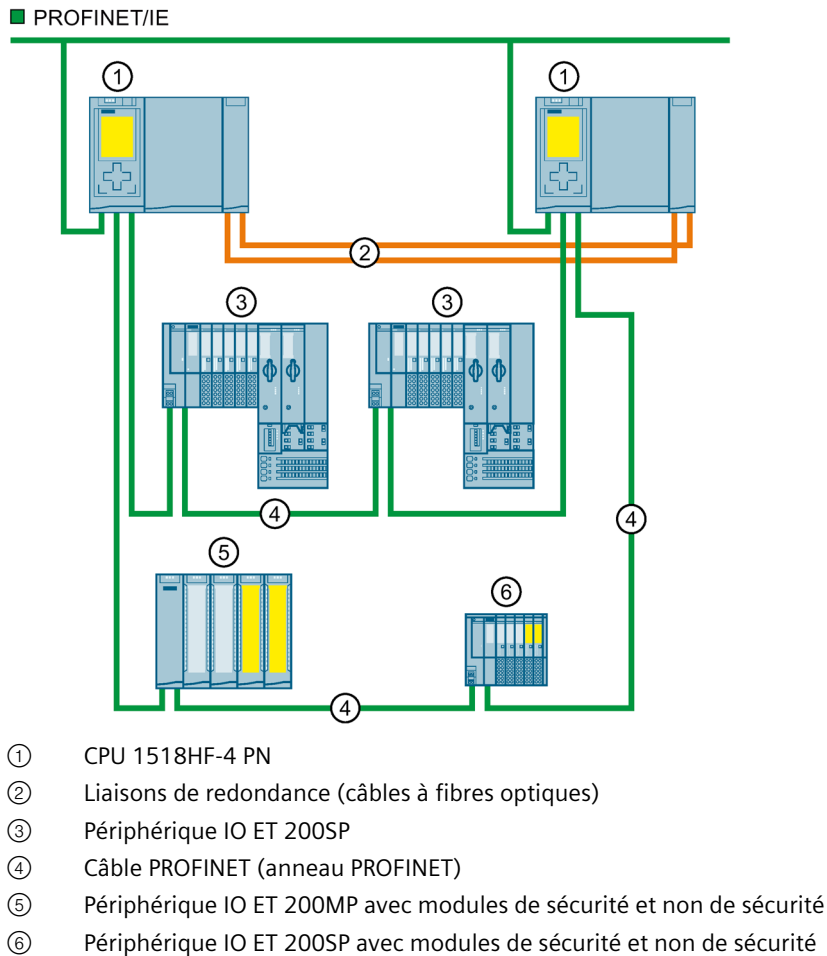 PROFINET/IE
① ①
②
③ ③
④
④
⑤
⑥
④
① CPU 1518HF-4 PN
② Liaisons de redondance (câbles à fibres optiques)
③ Périphérique IO ET 200SP
④ Câble PROFINET (anneau PROFINET)
⑤ Périphérique IO ET 200MP avec modules de sécurité et non de sécurité
⑥ Périphérique IO ET 200SP avec modules de sécurité et non de sécurité